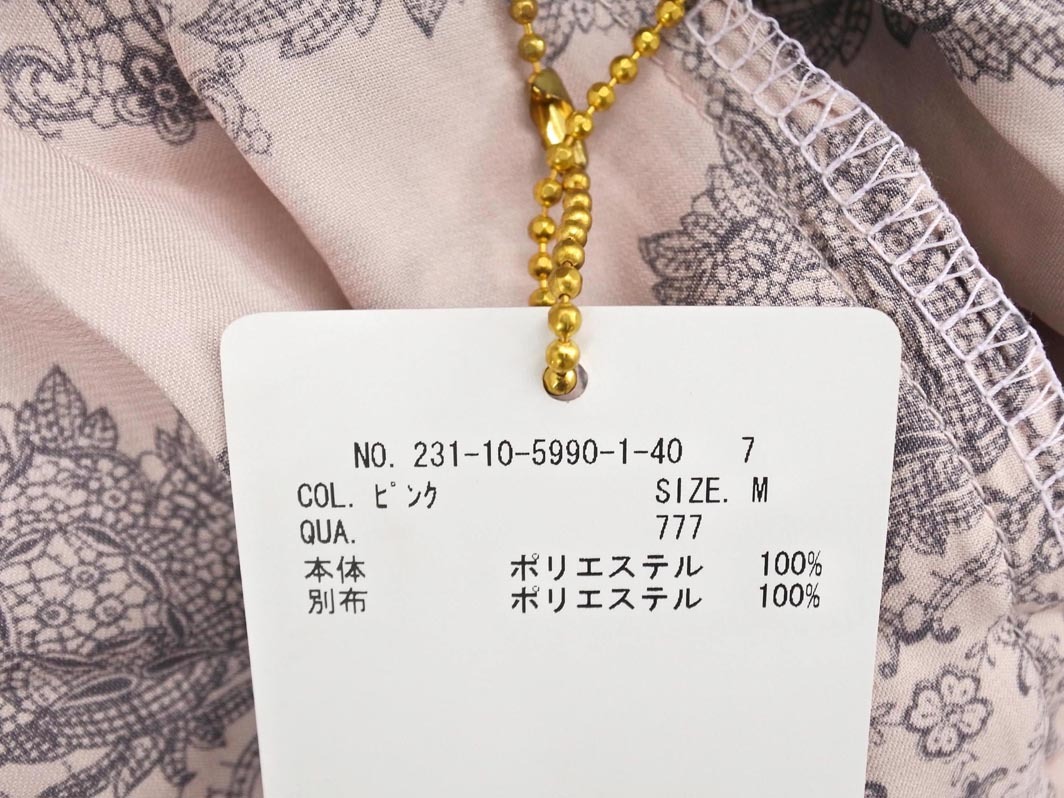 NO. 231-10-5990-1-40 7
COL. ﾋﾟﾝｸ SIZE. M
QUA. 777
本体 ポリエステル 100%
別布 ポリエステル 100%